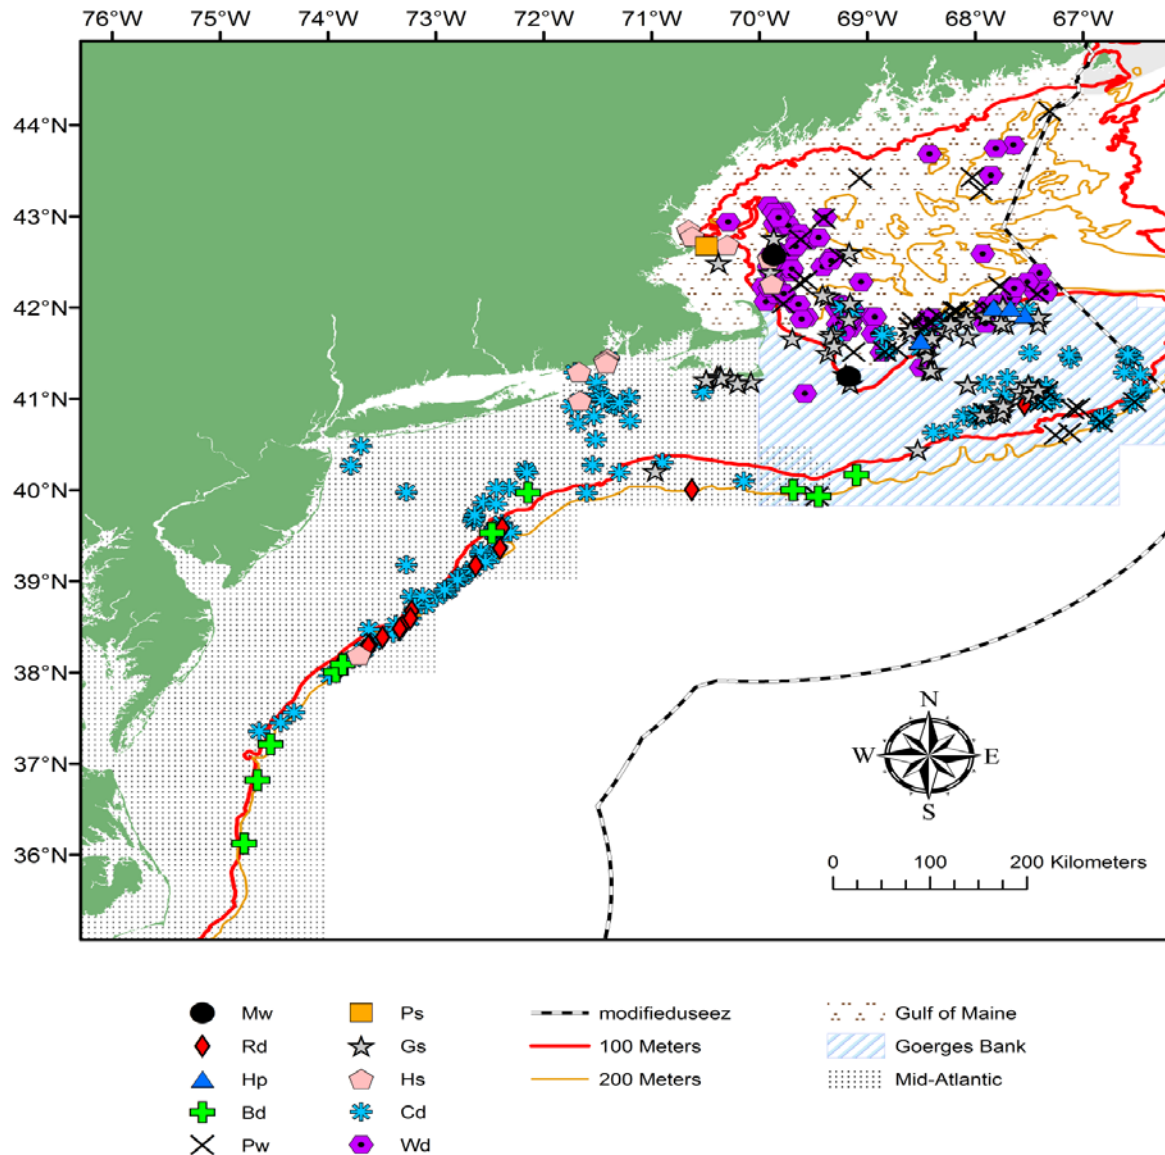 76°W 75°W 74°W 73°W 72°W 71°W 70°W 69°W 68°W 67°W
44°N
43°N
42°N
41°N
40°N
39°N
38°N
37°N
36°N
N
W E
S
0 100 200 Kilometers
Mw Ps modifieduseez Gulf of Maine
Rd Gs 100 Meters Goerges Bank
Hp Hs 200 Meters Mid-Atlantic
Bd Cd
Pw Wd